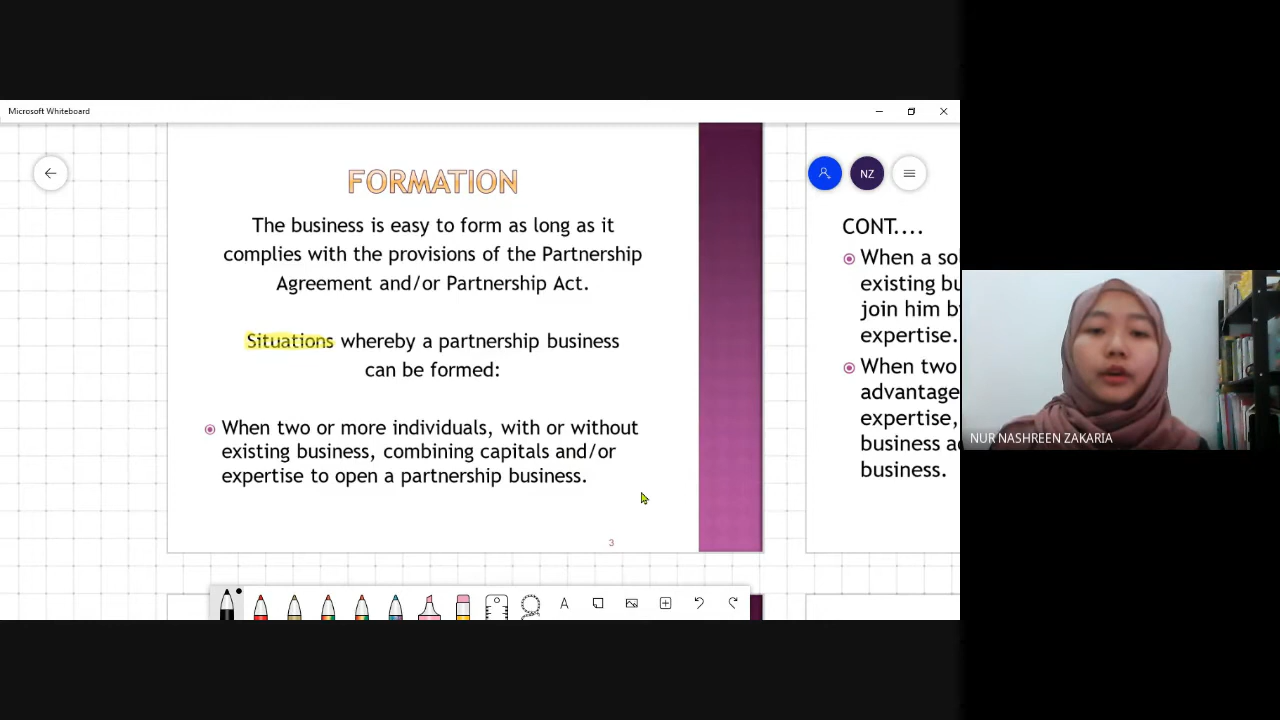 Microsoft Whiteboard
FORMATION
The business is easy to form as long as it
complies with the provisions of the Partnership
Agreement and/or Partnership Act.
Situations whereby a partnership business
can be formed:
When two or more individuals, with or without
existing business, combining capitals and/or
expertise to open a partnership business.
3
NZ
CONT....
When a so
existing bu
join him b
expertise.
When two
advantage
expertise,
business a
business.
NUR NASHREEN ZAKARIA
A